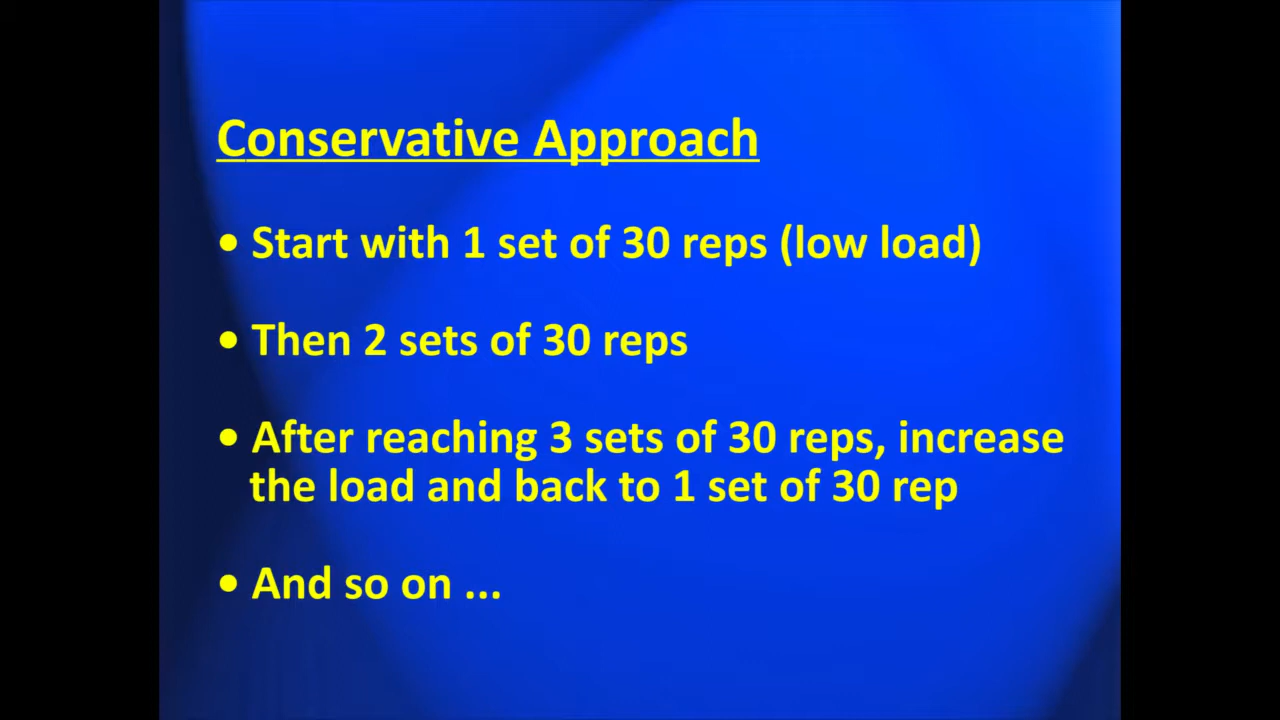 Conservative Approach
• Start with 1 set of 30 reps (low load)
• Then 2 sets of 30 reps
• After reaching 3 sets of 30 reps, increase
the load and back to 1 set of 30 rep
• And so on ...